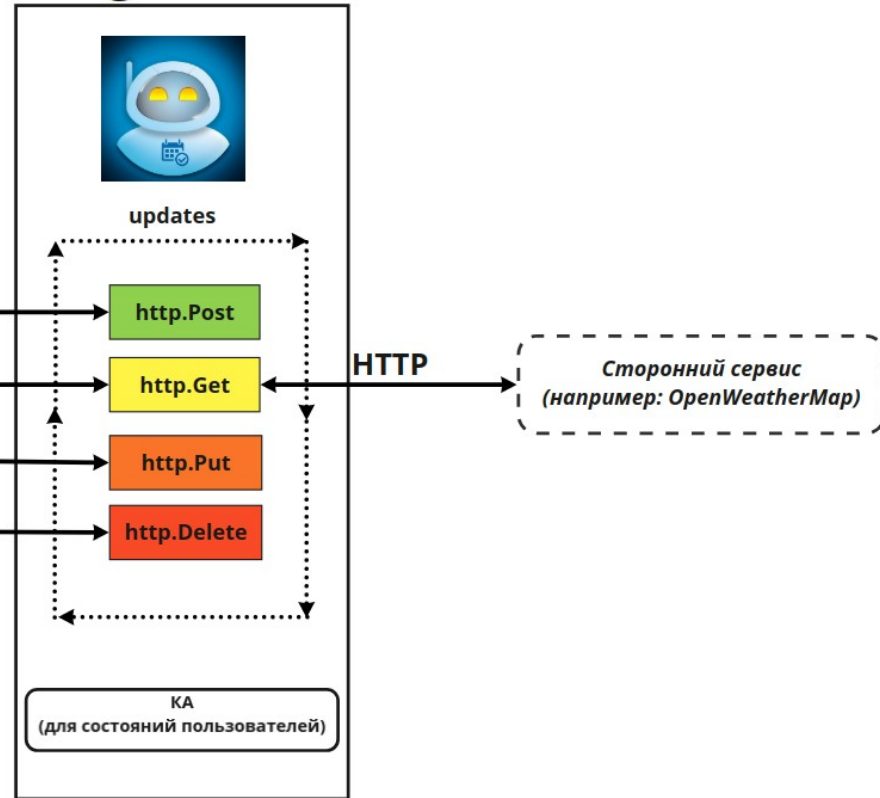 updates
http.Post
http.Get
HTTP
Сторонний сервис
(например: OpenWeatherMap)
http.Put
http.Delete
КА
(для состояний пользователей)